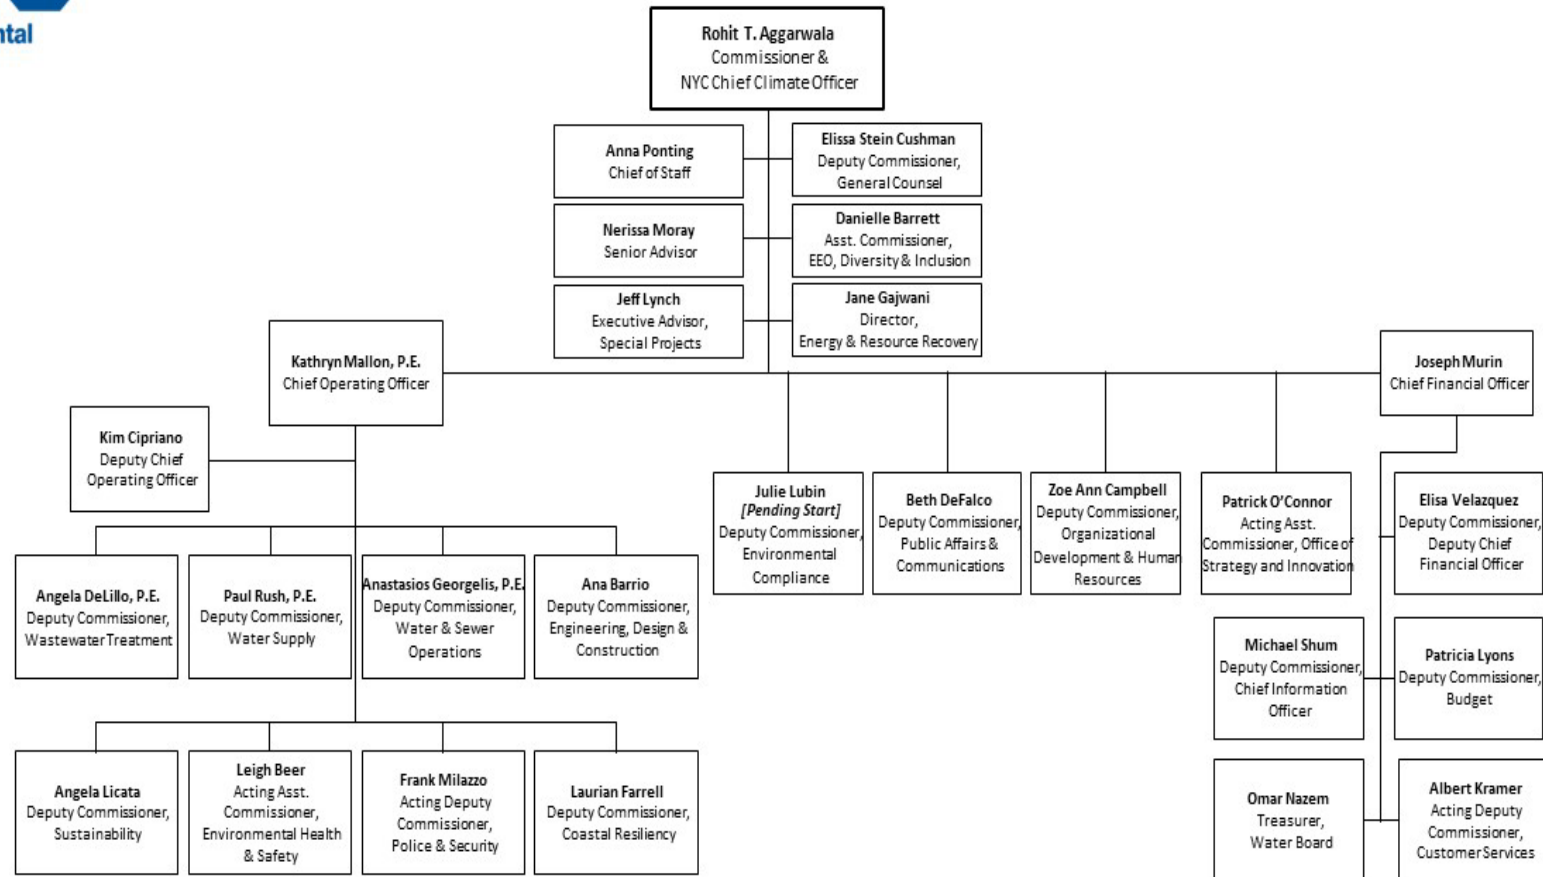 ntal
Rohit T. Aggarwala
Commissioner &
NYC Chief Climate Officer
Anna Ponting
Chief of Staff
Elissa Stein Cushman
Deputy Commissioner,
General Counsel
Nerissa Moray
Senior Advisor
Danielle Barrett
Asst. Commissioner,
EEO, Diversity & Inclusion
Jeff Lynch
Executive Advisor,
Special Projects
Jane Gajwani
Director,
Energy & Resource Recovery
Kathryn Mallon, P.E.
Chief Operating Officer
Joseph Murin
Chief Financial Officer
Kim Cipriano
Deputy Chief
Operating Officer
Julie Lubin
[Pending Start]
Deputy Commissioner,
Environmental
Compliance
Beth DeFalco
Deputy Commissioner,
Public Affairs &
Communications
Zoe Ann Campbell
Deputy Commissioner,
Organizational
Development & Human
Resources
Patrick O’Connor
Acting Asst.
Commissioner, Office of
Strategy and Innovation
Elisa Velazquez
Deputy Commissioner,
Deputy Chief
Financial Officer
Angela DeLillo, P.E.
Deputy Commissioner,
Wastewater Treatment
Paul Rush, P.E.
Deputy Commissioner,
Water Supply
Anastasios Georgelis, P.E.
Deputy Commissioner,
Water & Sewer
Operations
Ana Barrio
Deputy Commissioner,
Engineering, Design &
Construction
Michael Shum
Deputy Commissioner,
Chief Information
Officer
Patricia Lyons
Deputy Commissioner,
Budget
Angela Licata
Deputy Commissioner,
Sustainability
Leigh Beer
Acting Asst.
Commissioner,
Environmental Health
& Safety
Frank Milazzo
Acting Deputy
Commissioner,
Police & Security
Laurian Farrell
Deputy Commissioner,
Coastal Resiliency
Omar Nazem
Treasurer,
Water Board
Albert Kramer
Acting Deputy
Commissioner,
Customer Services